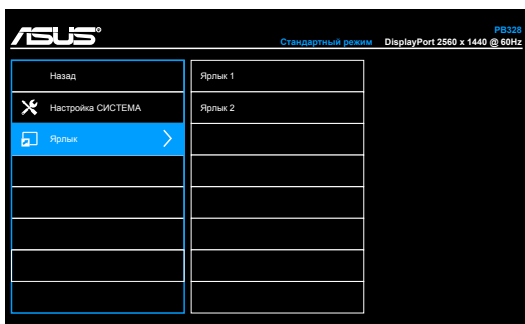 ASUS
PB328
Стандартный режим DisplayPort 2560 x 1440 @ 60Hz
Назад
Ярлык 1
Настройка СИСТЕМА
Ярлык 2
Ярлык